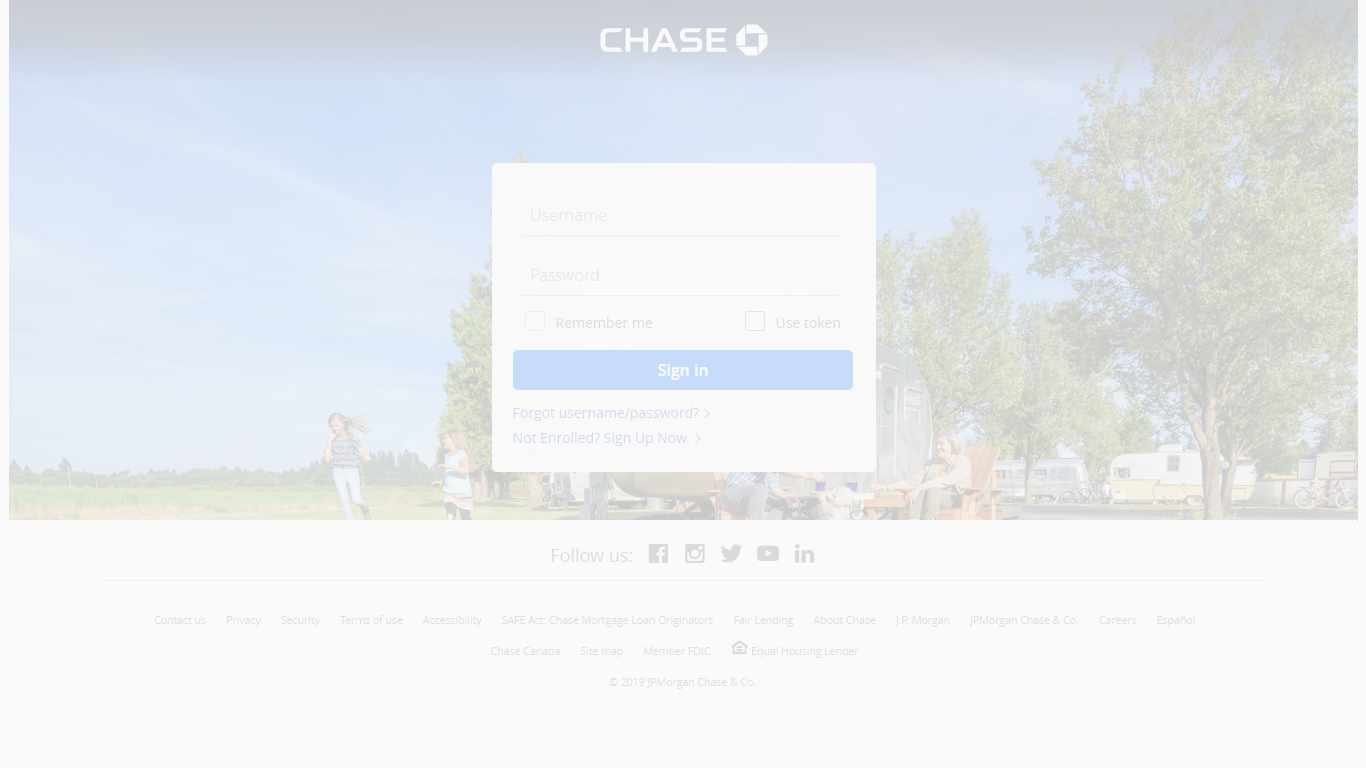 CHASE
Username
Password
Remember me Use token
Sign in
Forgot username/password?
Not Enrolled? Sign Up Now.
Follow us:
Contact us Privacy Security Terms of use Accessibility SAFE Act: Chase Mortgage Loan Originators Fair Lending About Chase J.P. Morgan JPMorgan Chase & Co. Careers Español
Chase Canada Site map Member FDIC Equal Housing Lender
© 2019 JPMorgan Chase & Co.